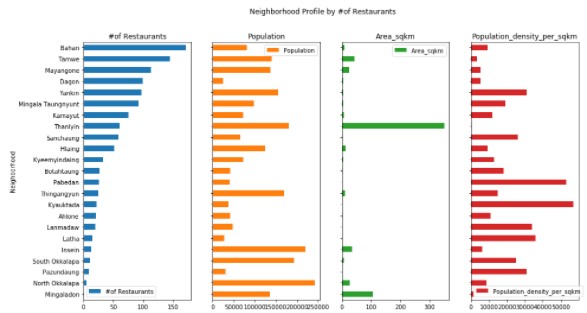 Neighborhood Profile by #of Restaurants
#of Restaurants
Population
Area_sqkm
Population_density_per_sqkm
Neighborhood
Bahan
Tamwe
Mayangone
Dagon
Yankin
Mingala Taungnyunt
Kamayut
Thanlyin
Sanchaung
Hlaing
Kyeemyindaing
Botahtaung
Pabedan
Thingangyun
Kyauktada
Ahlone
Lanmadaw
Latha
Insein
South Okkalapa
Pazundaung
North Okkalapa
Mingaladon
#of Restaurants
Population
Area_sqkm
Population_density_per_sqkm
0 50 100 150
0 50000 100000 150000 200000 250000
0 100 200 300
0 10000 20000 30000 40000 50000